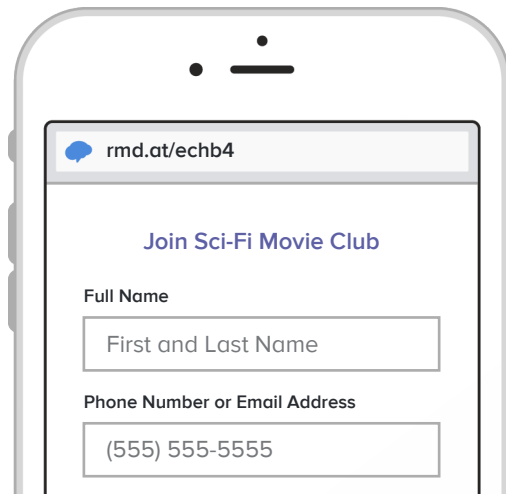 rmd.at/echb4
Join Sci-Fi Movie Club
Full Name
First and Last Name
Phone Number or Email Address
(555) 555-5555